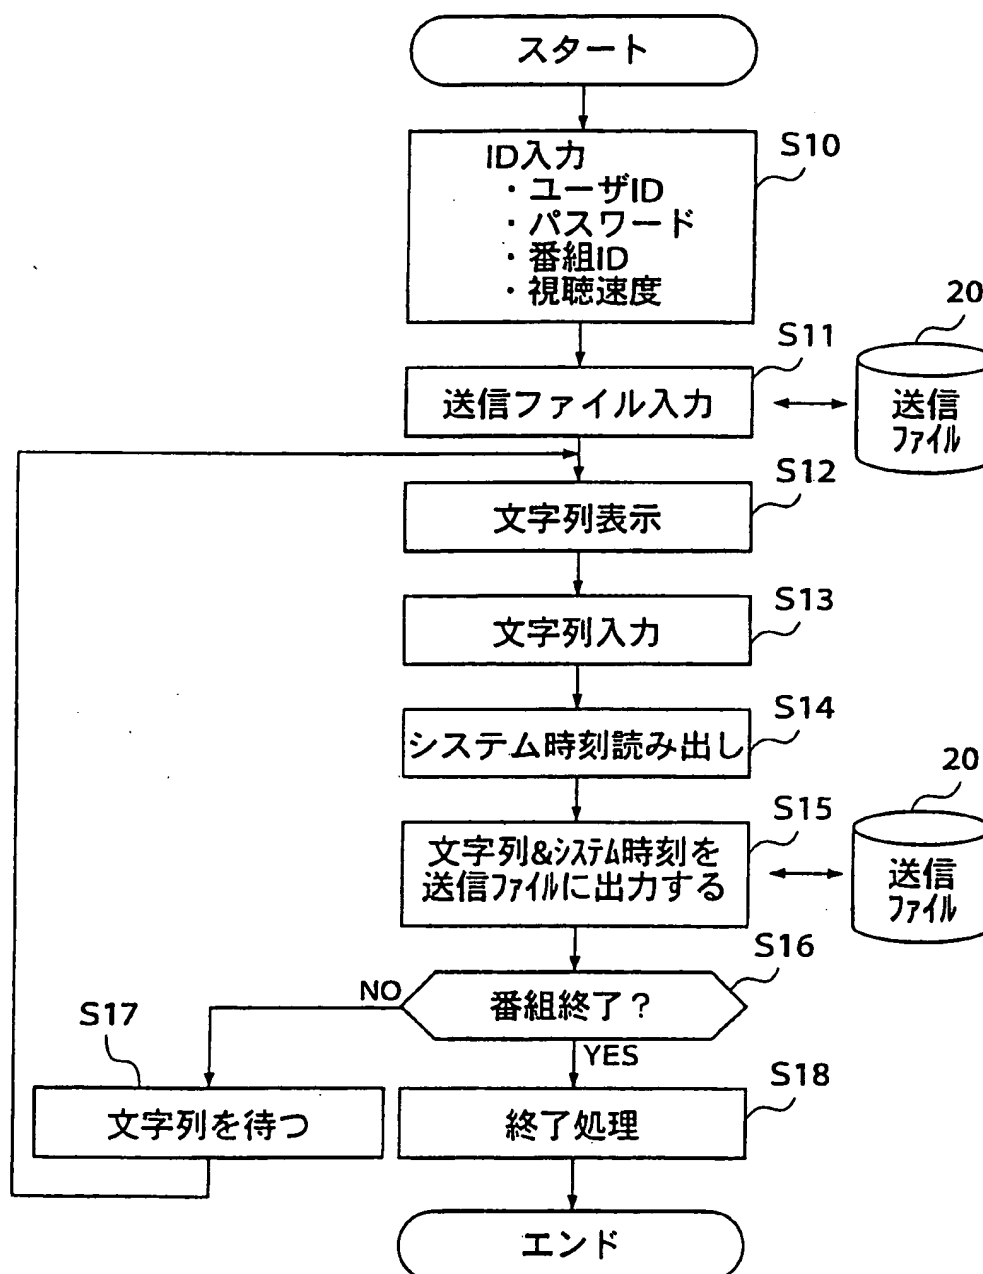 スタート
S10
ID入力
・ユーザID
・パスワード
・番組ID
・視聴速度
S11
送信ファイル入力
20
送信
ファイル
S12
文字列表示
S13
文字列入力
S14
システム時刻読み出し
S15
文字列&システム時刻を
送信ファイルに出力する
20
送信
ファイル
S16
番組終了?
NO
YES
S17
文字列を待つ
S18
終了処理
エンド